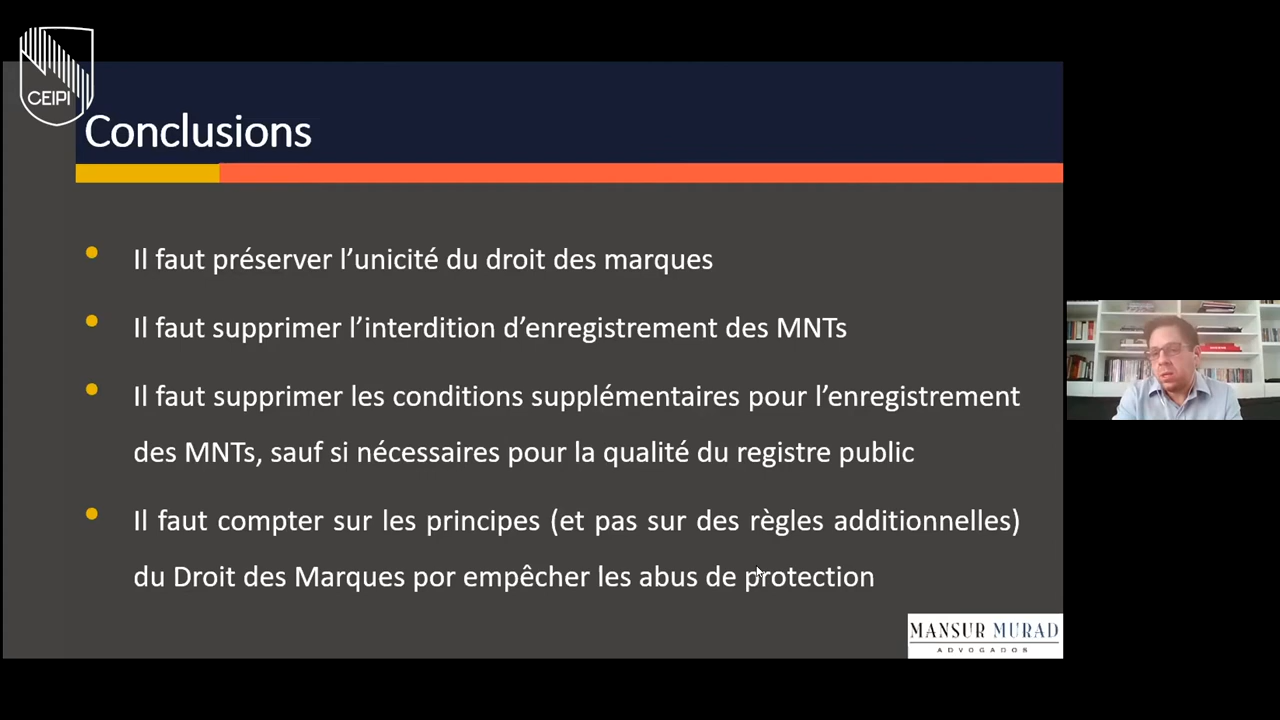 CEIPI
Conclusions
Il faut préserver l’unicité du droit des marques
Il faut supprimer l’interdition d’enregistrement des MNTs
Il faut supprimer les conditions supplémentaires pour l’enregistrement
des MNTs, sauf si nécessaires pour la qualité du registre public
Il faut compter sur les principes (et pas sur des règles additionnelles)
du Droit des Marques por empêcher les abus de protection
MANSUR MURAD
ADVOGADOS